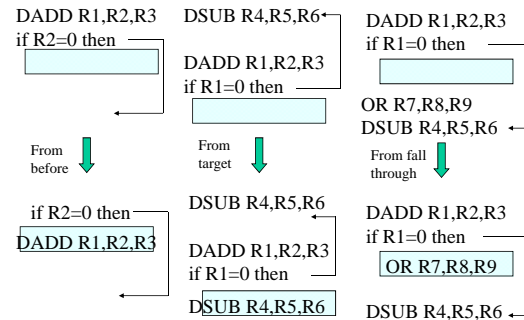 DADD R1,R2,R3
if R2=0 then
From
before
if R2=0 then
DADD R1,R2,R3
DSUB R4,R5,R6
DADD R1,R2,R3
if R1=0 then
From
target
DSUB R4,R5,R6
DADD R1,R2,R3
if R1=0 then
DSUB R4,R5,R6
DADD R1,R2,R3
if R1=0 then
OR R7,R8,R9
DSUB R4,R5,R6
From fall
through
DADD R1,R2,R3
if R1=0 then
OR R7,R8,R9
DSUB R4,R5,R6